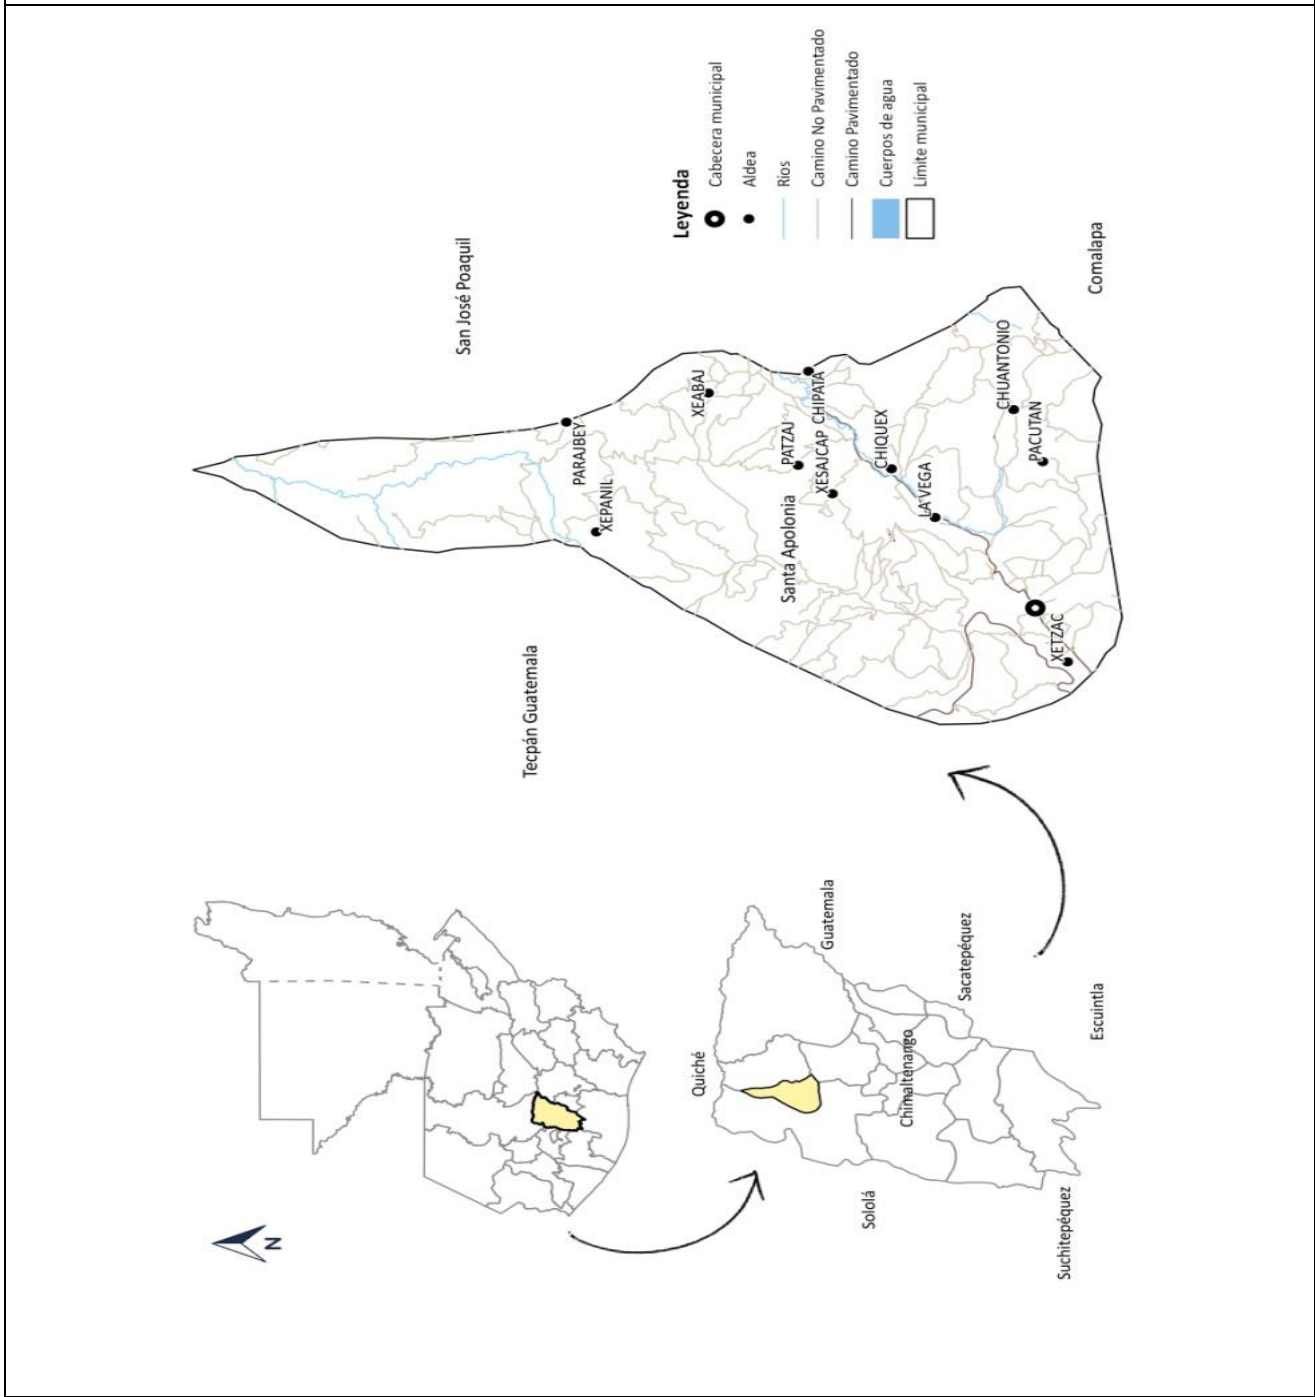 N
San José Poaquil
Tecpán Guatemala
Comalapa
PARAJBEY
XEPANIL
XEABAJ
PATZAJ
Santa Apolonia
XESAJCAP
CHIPATA
CHIQUEX
LA VEGA
CHUANTONIO
PACUTAN
XETZAC
Leyenda
Cabecera municipal
Aldea
Ríos
Camino No Pavimentado
Camino Pavimentado
Cuerpos de agua
Límite municipal
Quiché
Guatemala
Sololá
Chimaltenango
Sacatepéquez
Suchitepéquez
Escuintla